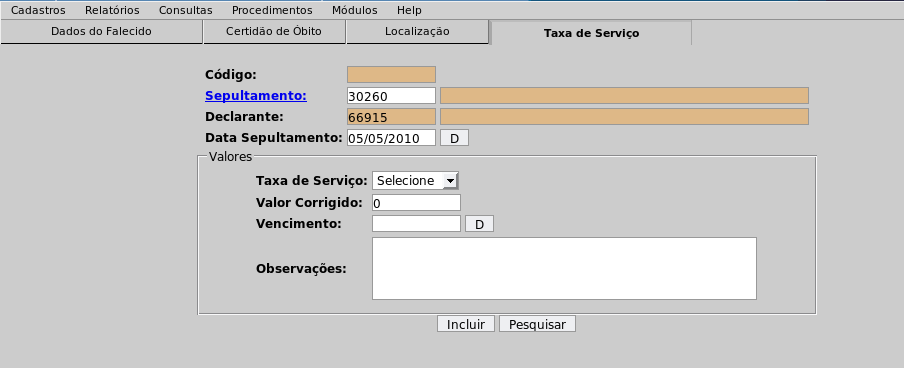 Cadastros Relatórios Consultas Procedimentos Módulos Help
Dados do Falecido Certidão de Óbito Localização Taxa de Serviço
Código:
Sepultamento: 30260
Declarante: 66915
Data Sepultamento: 05/05/2010 D
Valores
Taxa de Serviço: Selecione
Valor Corrigido: 0
Vencimento: D
Observações:
Incluir Pesquisar